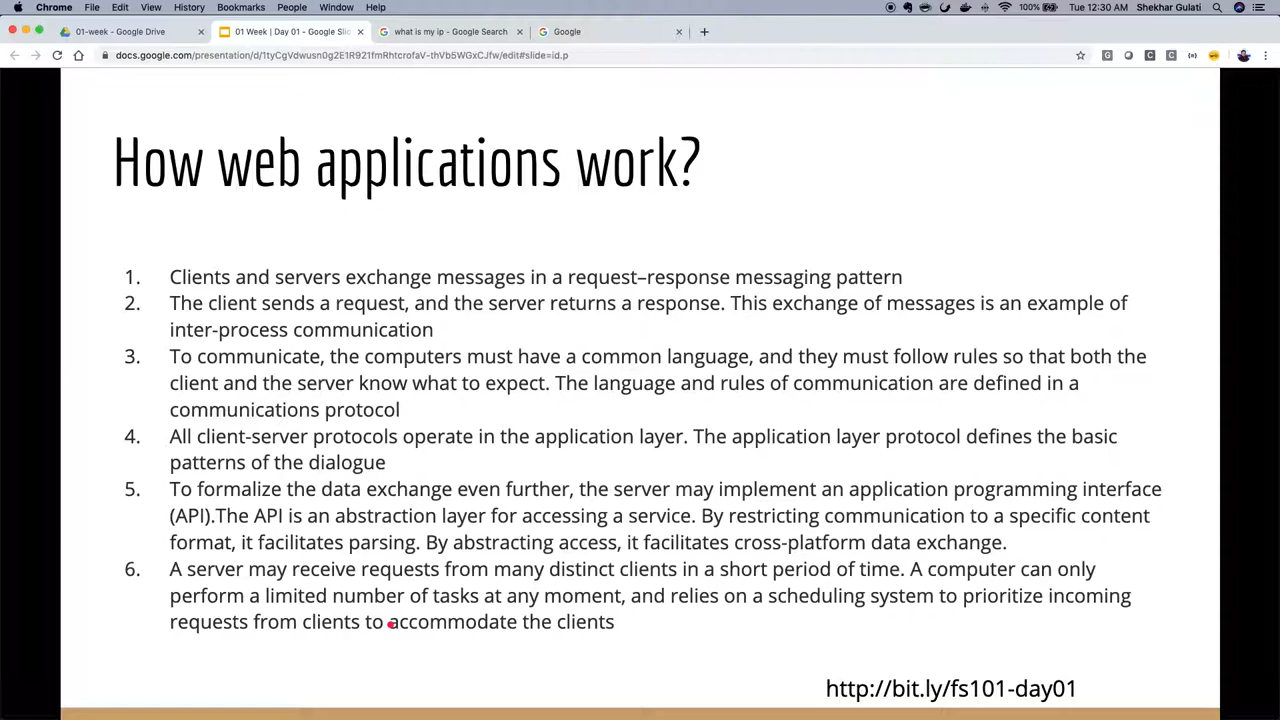 Chrome File Edit View History Bookmarks People Window Help 100% Tue 12:30 AM Shekhar Gulati
01-week - Google Drive 01 Week | Day 01 - Google Slid what is my ip - Google Search Google
docs.google.com/presentation/d/1tyCgVdwusn0g2E1R921fmRhtcrofaV-thVb5WGxCJfw/edit#slide=id.p
How web applications work?
1. Clients and servers exchange messages in a request–response messaging pattern
2. The client sends a request, and the server returns a response. This exchange of messages is an example of
inter-process communication
3. To communicate, the computers must have a common language, and they must follow rules so that both the
client and the server know what to expect. The language and rules of communication are defined in a
communications protocol
4. All client-server protocols operate in the application layer. The application layer protocol defines the basic
patterns of the dialogue
5. To formalize the data exchange even further, the server may implement an application programming interface
(API).The API is an abstraction layer for accessing a service. By restricting communication to a specific content
format, it facilitates parsing. By abstracting access, it facilitates cross-platform data exchange.
6. A server may receive requests from many distinct clients in a short period of time. A computer can only
perform a limited number of tasks at any moment, and relies on a scheduling system to prioritize incoming
requests from clients to accommodate the clients
http://bit.ly/fs101-day01